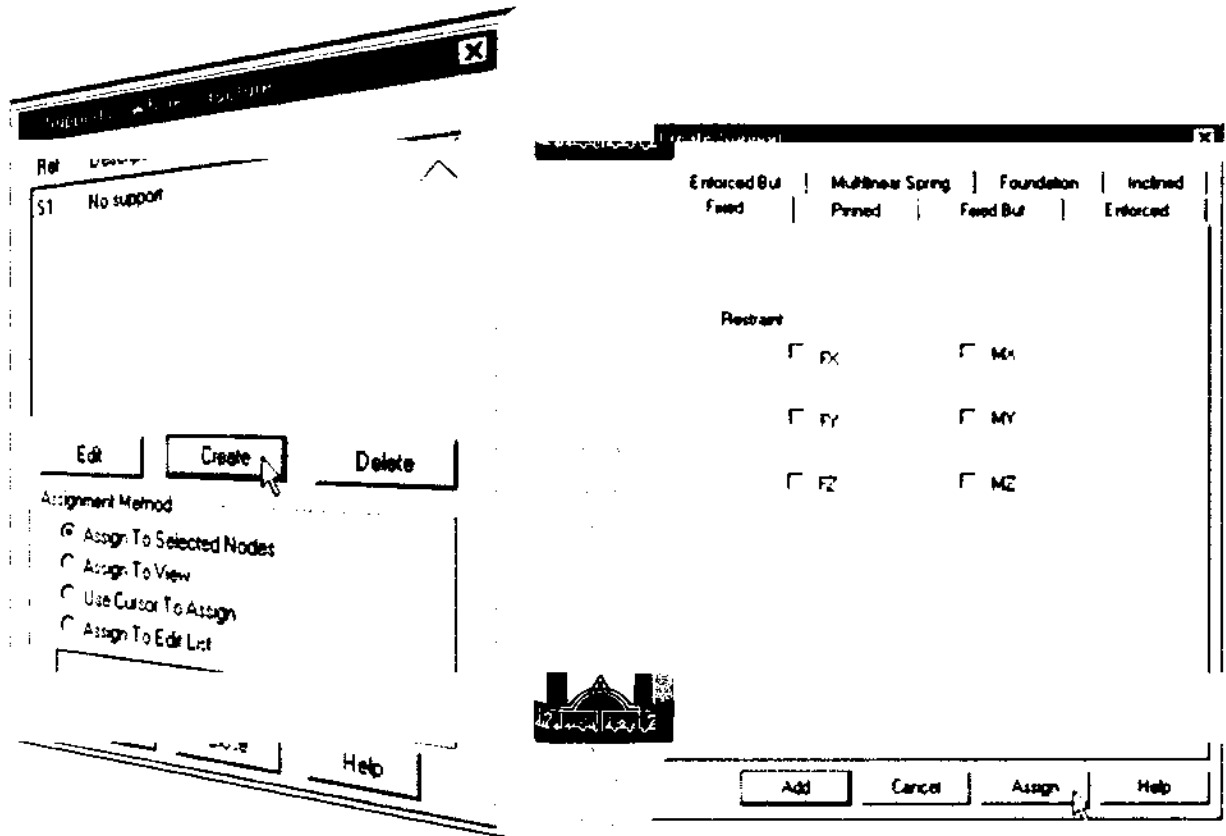 Ref
S1 No support
Edit Create Delete
Assignment Method
Assign To Selected Nodes
Assign To View
Use Cursor To Assign
Assign To Edit List
Help
Enforced But Multilinear Spring Foundation Inclined
Fixed Pinned Fixed But Enforced
Restraint
FX MX
FY MY
FZ MZ
Add Cancel Assign Help